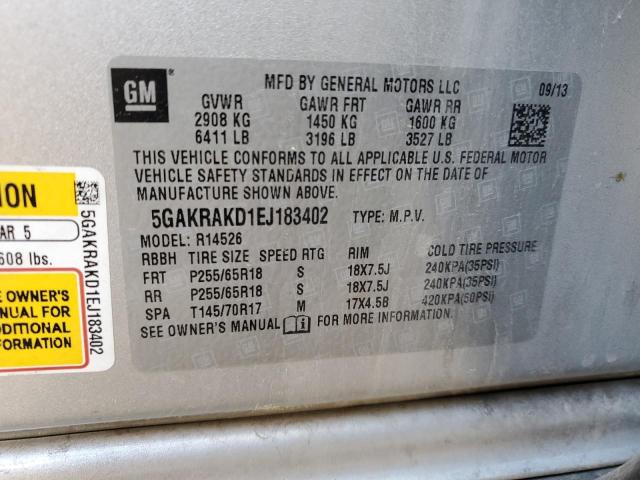 GM
MFD BY GENERAL MOTORS LLC 09/13
GVWR GAWR FRT GAWR RR
2908 KG 1450 KG 1600 KG
6411 LB 3196 LB 3527 LB
THIS VEHICLE CONFORMS TO ALL APPLICABLE U.S. FEDERAL MOTOR
VEHICLE SAFETY STANDARDS IN EFFECT ON THE DATE OF
MANUFACTURE SHOWN ABOVE.
5GAKRAKD1EJ183402 TYPE: M.P.V.
MODEL: R14526
RBBH TIRE SIZE SPEED RTG RIM COLD TIRE PRESSURE
FRT P255/65R18 S 18X7.5J 240KPA(35PSI)
RR P255/65R18 S 18X7.5J 240KPA(35PSI)
SPA T145/70R17 M 17X4.5B 420KPA(60PSI)
SEE OWNER'S MANUAL FOR MORE INFORMATION
ION
AR 5
608 lbs.
E OWNER'S
NUAL FOR
DITIONAL
FORMATION
5GAKRAKD1EJ183402